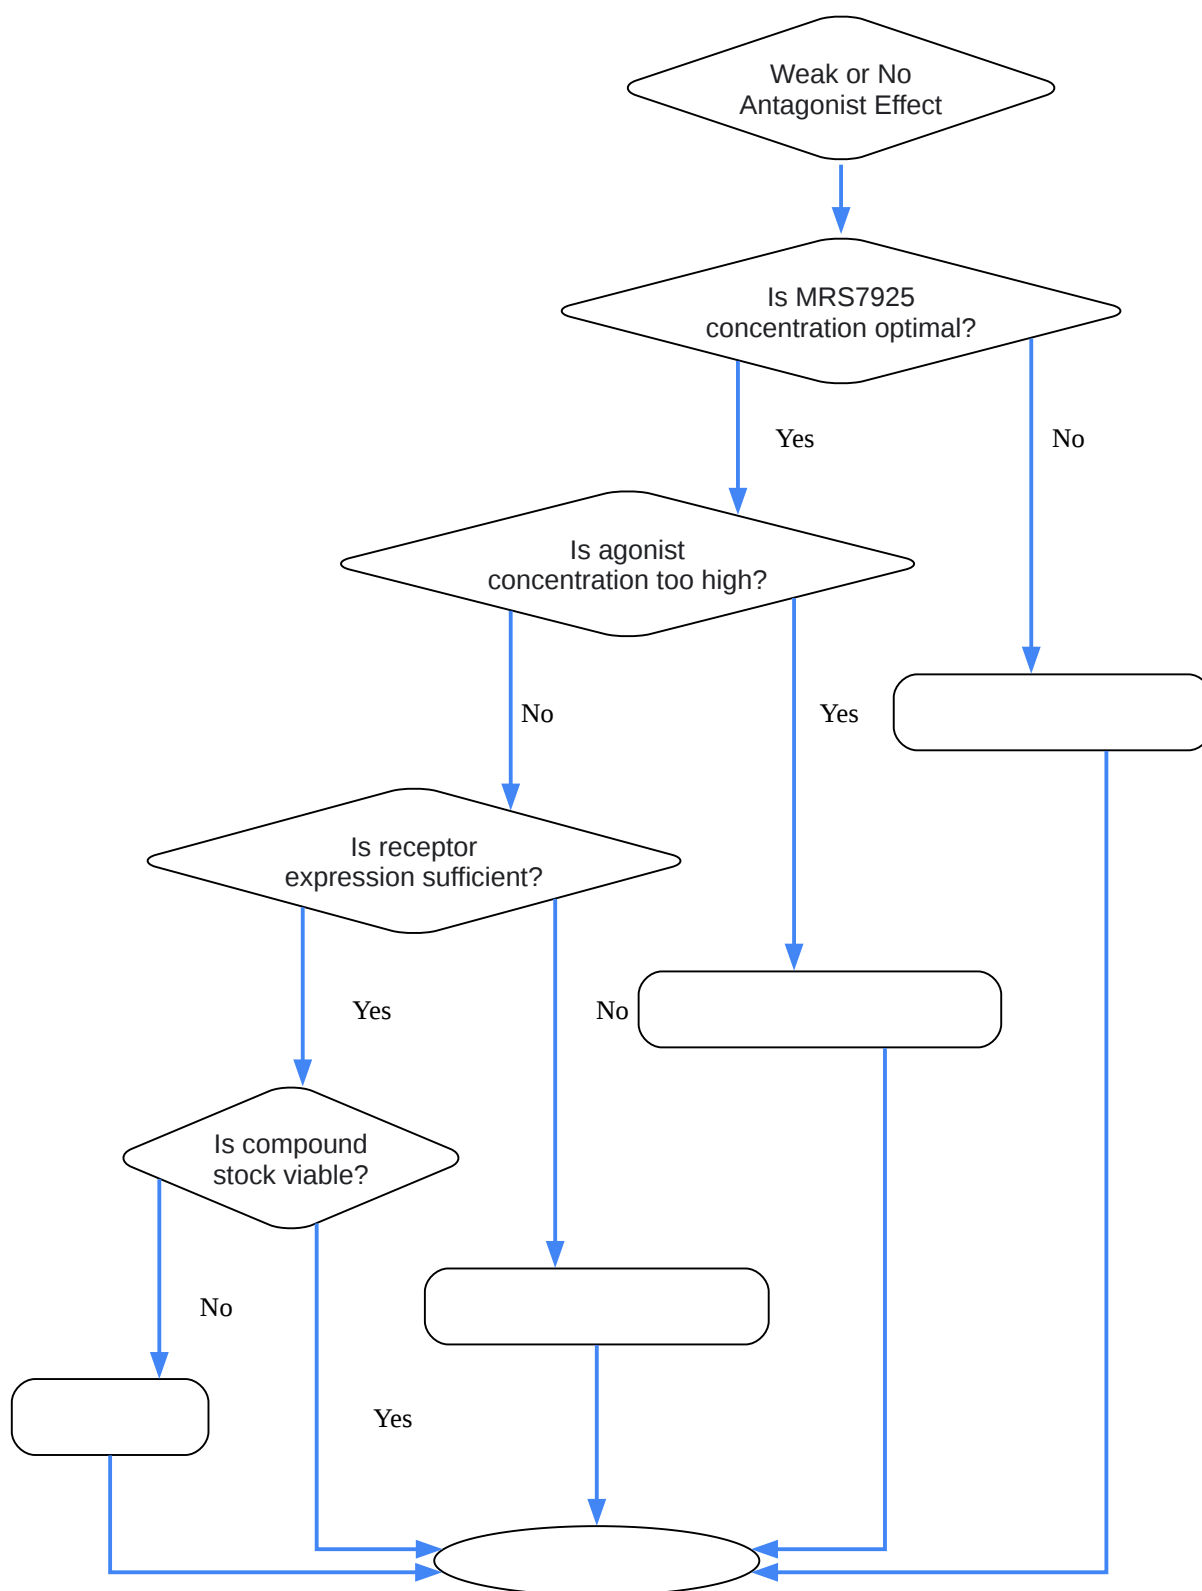 Weak or No
Antagonist Effect
Is MRS7925
concentration optimal?
Yes
No
Is agonist
concentration too high?
No
Yes
Is receptor
expression sufficient?
Yes
No
Is compound
stock viable?
No
Yes